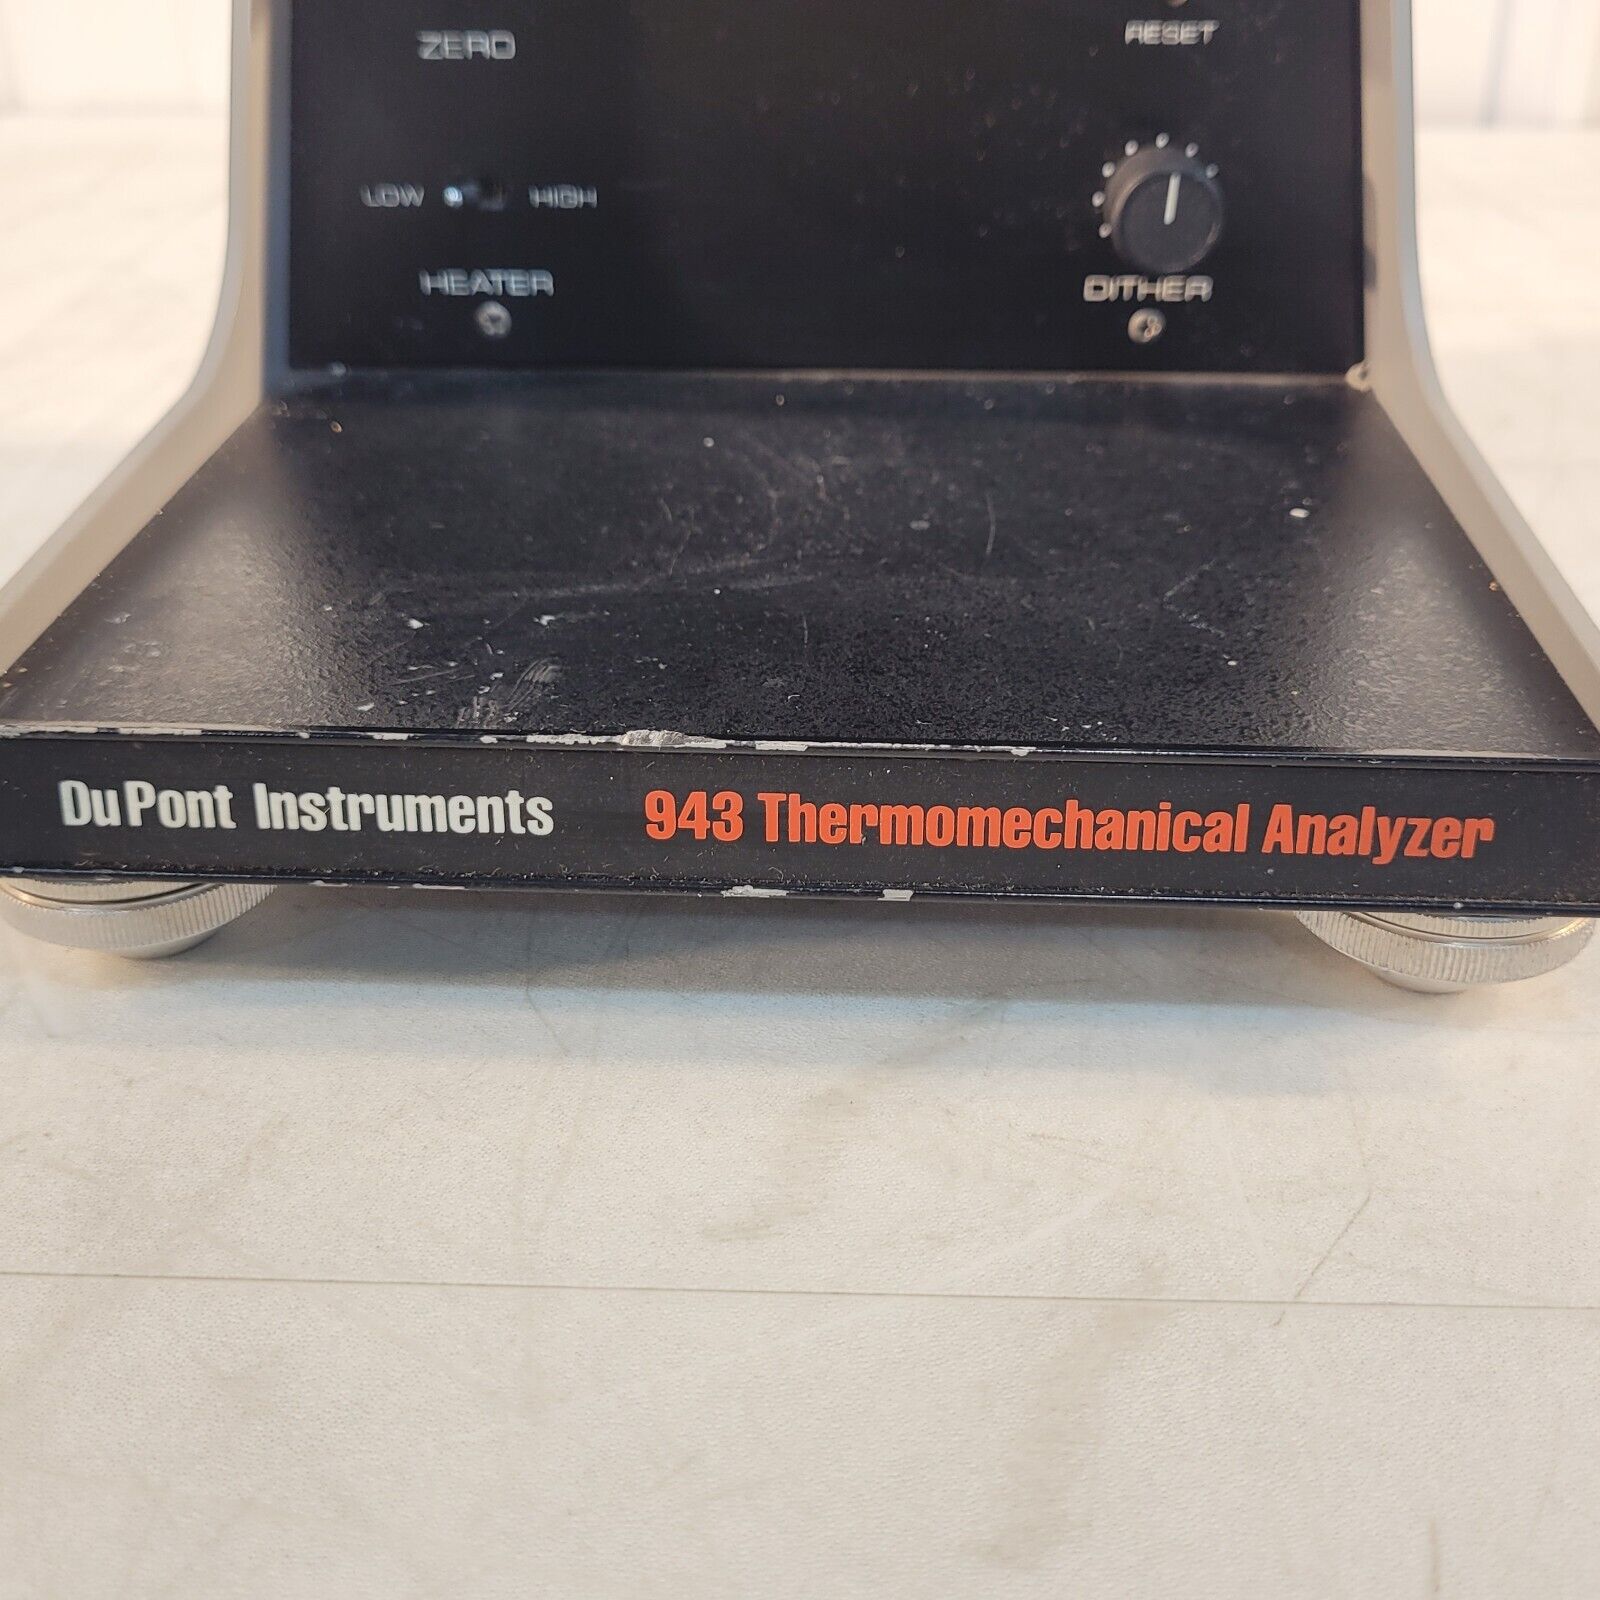 ZERO
RESET
LOW HIGH
HEATER
DITHER
DuPont Instruments 943 Thermomechanical Analyzer